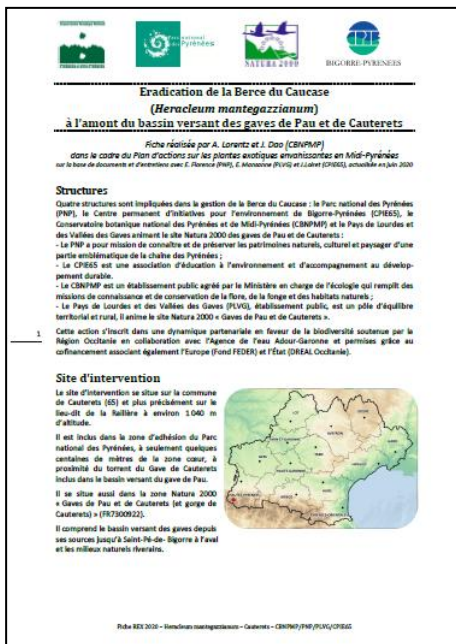 Parc national
des Pyrénées
NATURA 2000
CPIE
BIGORRE-PYRENEES
Eradication de la Berce du Caucase
(Heracleum mantegazzianum)
à l'amont du bassin versant des gaves de Pau et de Cauterets
Fiche réalisée par A. Lorentz et J. Dao (CBNPMP)
dans le cadre du Plan d'actions sur les plantes exotiques envahissantes en Midi-Pyrénées
sur la base de documents et d'entretiens avec E. Florence (PNP), E. (PLVG) et (CPIE65), actualisée en juin 2020
Structures
Quatre structures sont impliquées dans la gestion de la Berce du Caucase : le Parc national des Pyrénées
(PNP), le Centre permanent d'initiatives pour l'environnement de Bigorre-Pyrénées (CPIE65), le
Conservatoire botanique national des Pyrénées et de Midi-Pyrénées (CBNPMP) et le Pays de Lourdes et
des Vallées des Gaves animent le site Natura 2000 des gaves de Pau et de Cauterets :
- Le PNP a pour mission de connaître et de préserver les patrimoines naturels, culturel et paysager d'une
partie emblématique de la chaîne des Pyrénées ;
- Le CPIE65 est une association d'éducation à l'environnement et d'accompagnement au dévelop-
pement durable.
- Le CBNPMP est un établissement public agréé par le Ministère en charge de l'écologie qui remplit des
missions de connaissance et de conservation de la flore, de la fonge et des habitats naturels ;
- Le Pays de Lourdes et des Vallées des Gaves (PLVG), établissement public, est un pôle d'équilibre
territorial et rural, il anime le site Natura 2000 « Gaves de Pau et de Cauterets ».
1
Cette action s'inscrit dans une dynamique partenariale en faveur de la biodiversité soutenue par la
Région Occitanie en collaboration avec l'Agence de l'eau Adour-Garonne et permises grâce au
cofinancement associant également l'Europe (Fond FEDER) et l'État (DREAL Occitanie).
Site d'intervention
Le site d'intervention se situe sur la commune
de Cauterets (65) et plus précisément sur le
lieu-dit de la Raillère à environ 1 040 m
d'altitude.
Il est inclus dans la zone d'adhésion du Parc
national des Pyrénées, à seulement quelques
centaines de mètres de la zone cœur, à
proximité du torrent du Gave de Cauterets
inclus dans le bassin versant du gave de Pau.
Il se situe aussi dans la zone Natura 2000
« Gaves de Pau et de Cauterets (et gorge de
Cauterets) » (FR7300922).
Il comprend le bassin versant des gaves depuis
ses sources jusqu'à Saint-Pé-de- Bigorre à l'aval
et les milieux naturels riverains.
Fiche REX 2020 – Heracleum mantegazzianum – Cauterets – CBNPMP/PNP/PLVG/CPIE65